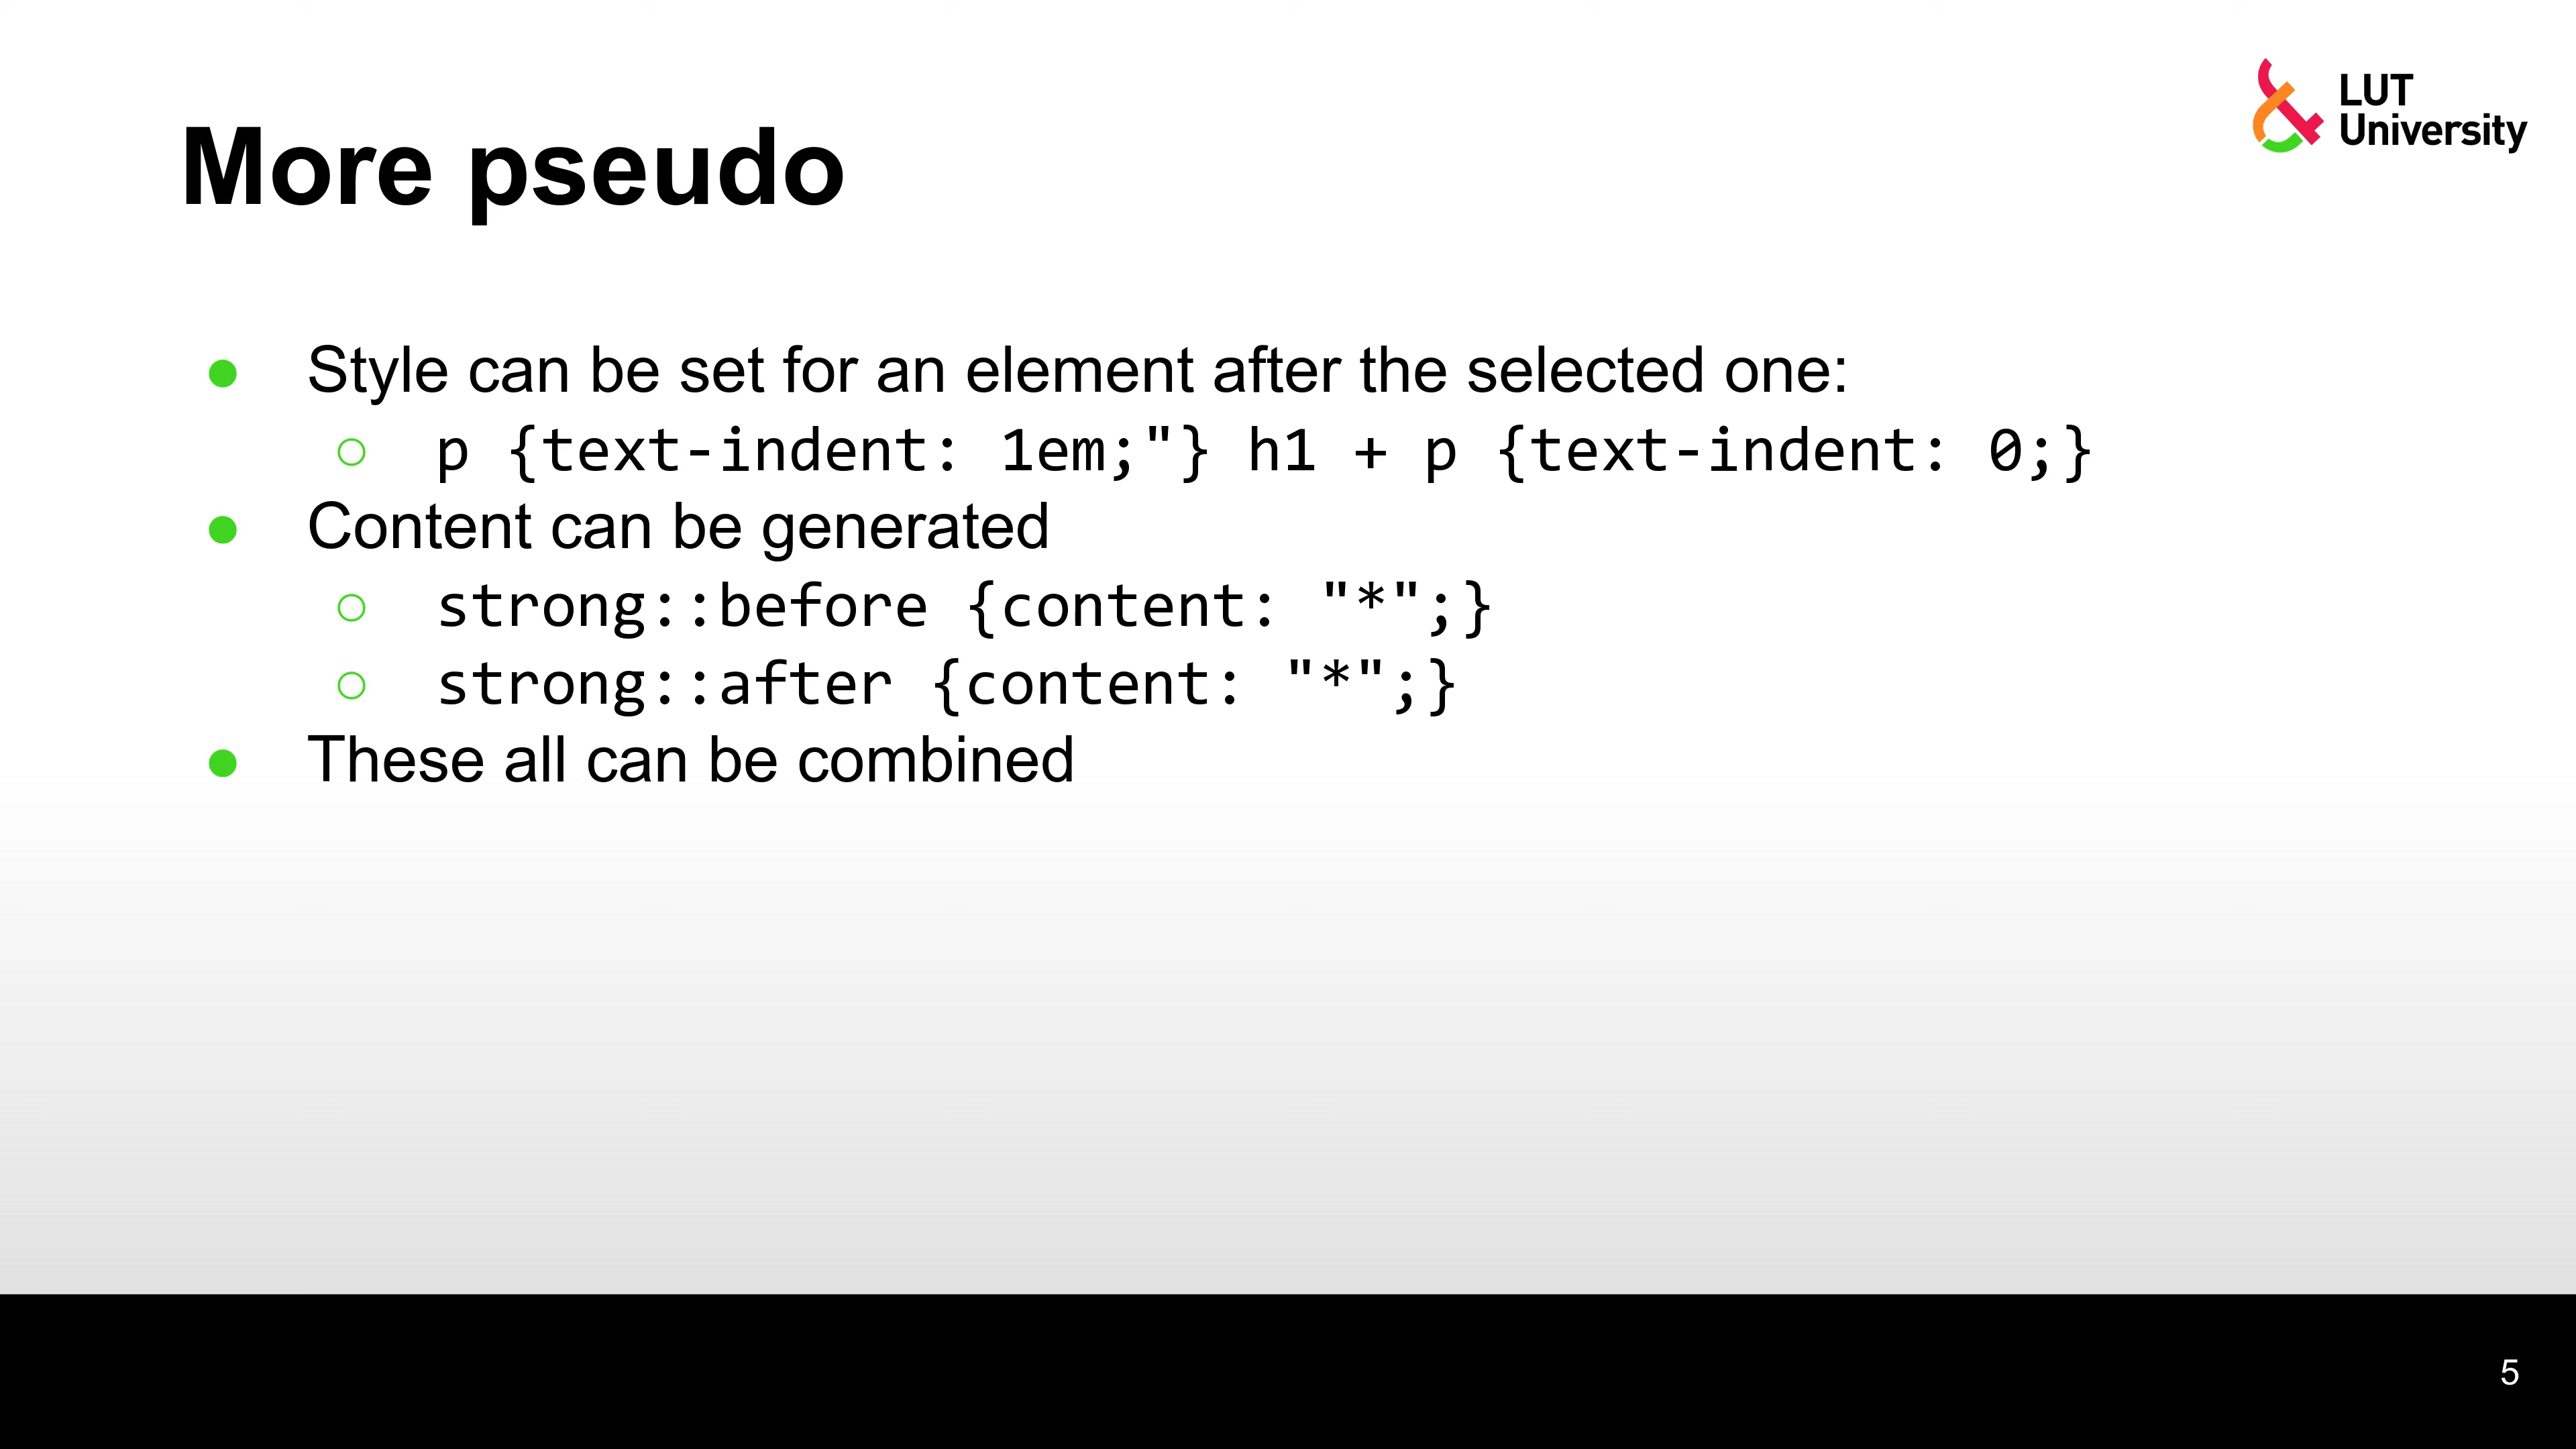 LUT
University
More pseudo
● Style can be set for an element after the selected one:
○ p {text-indent: 1em;"} h1 + p {text-indent: 0;}
● Content can be generated
○ strong::before {content: "*";}
○ strong::after {content: "*";}
● These all can be combined
5